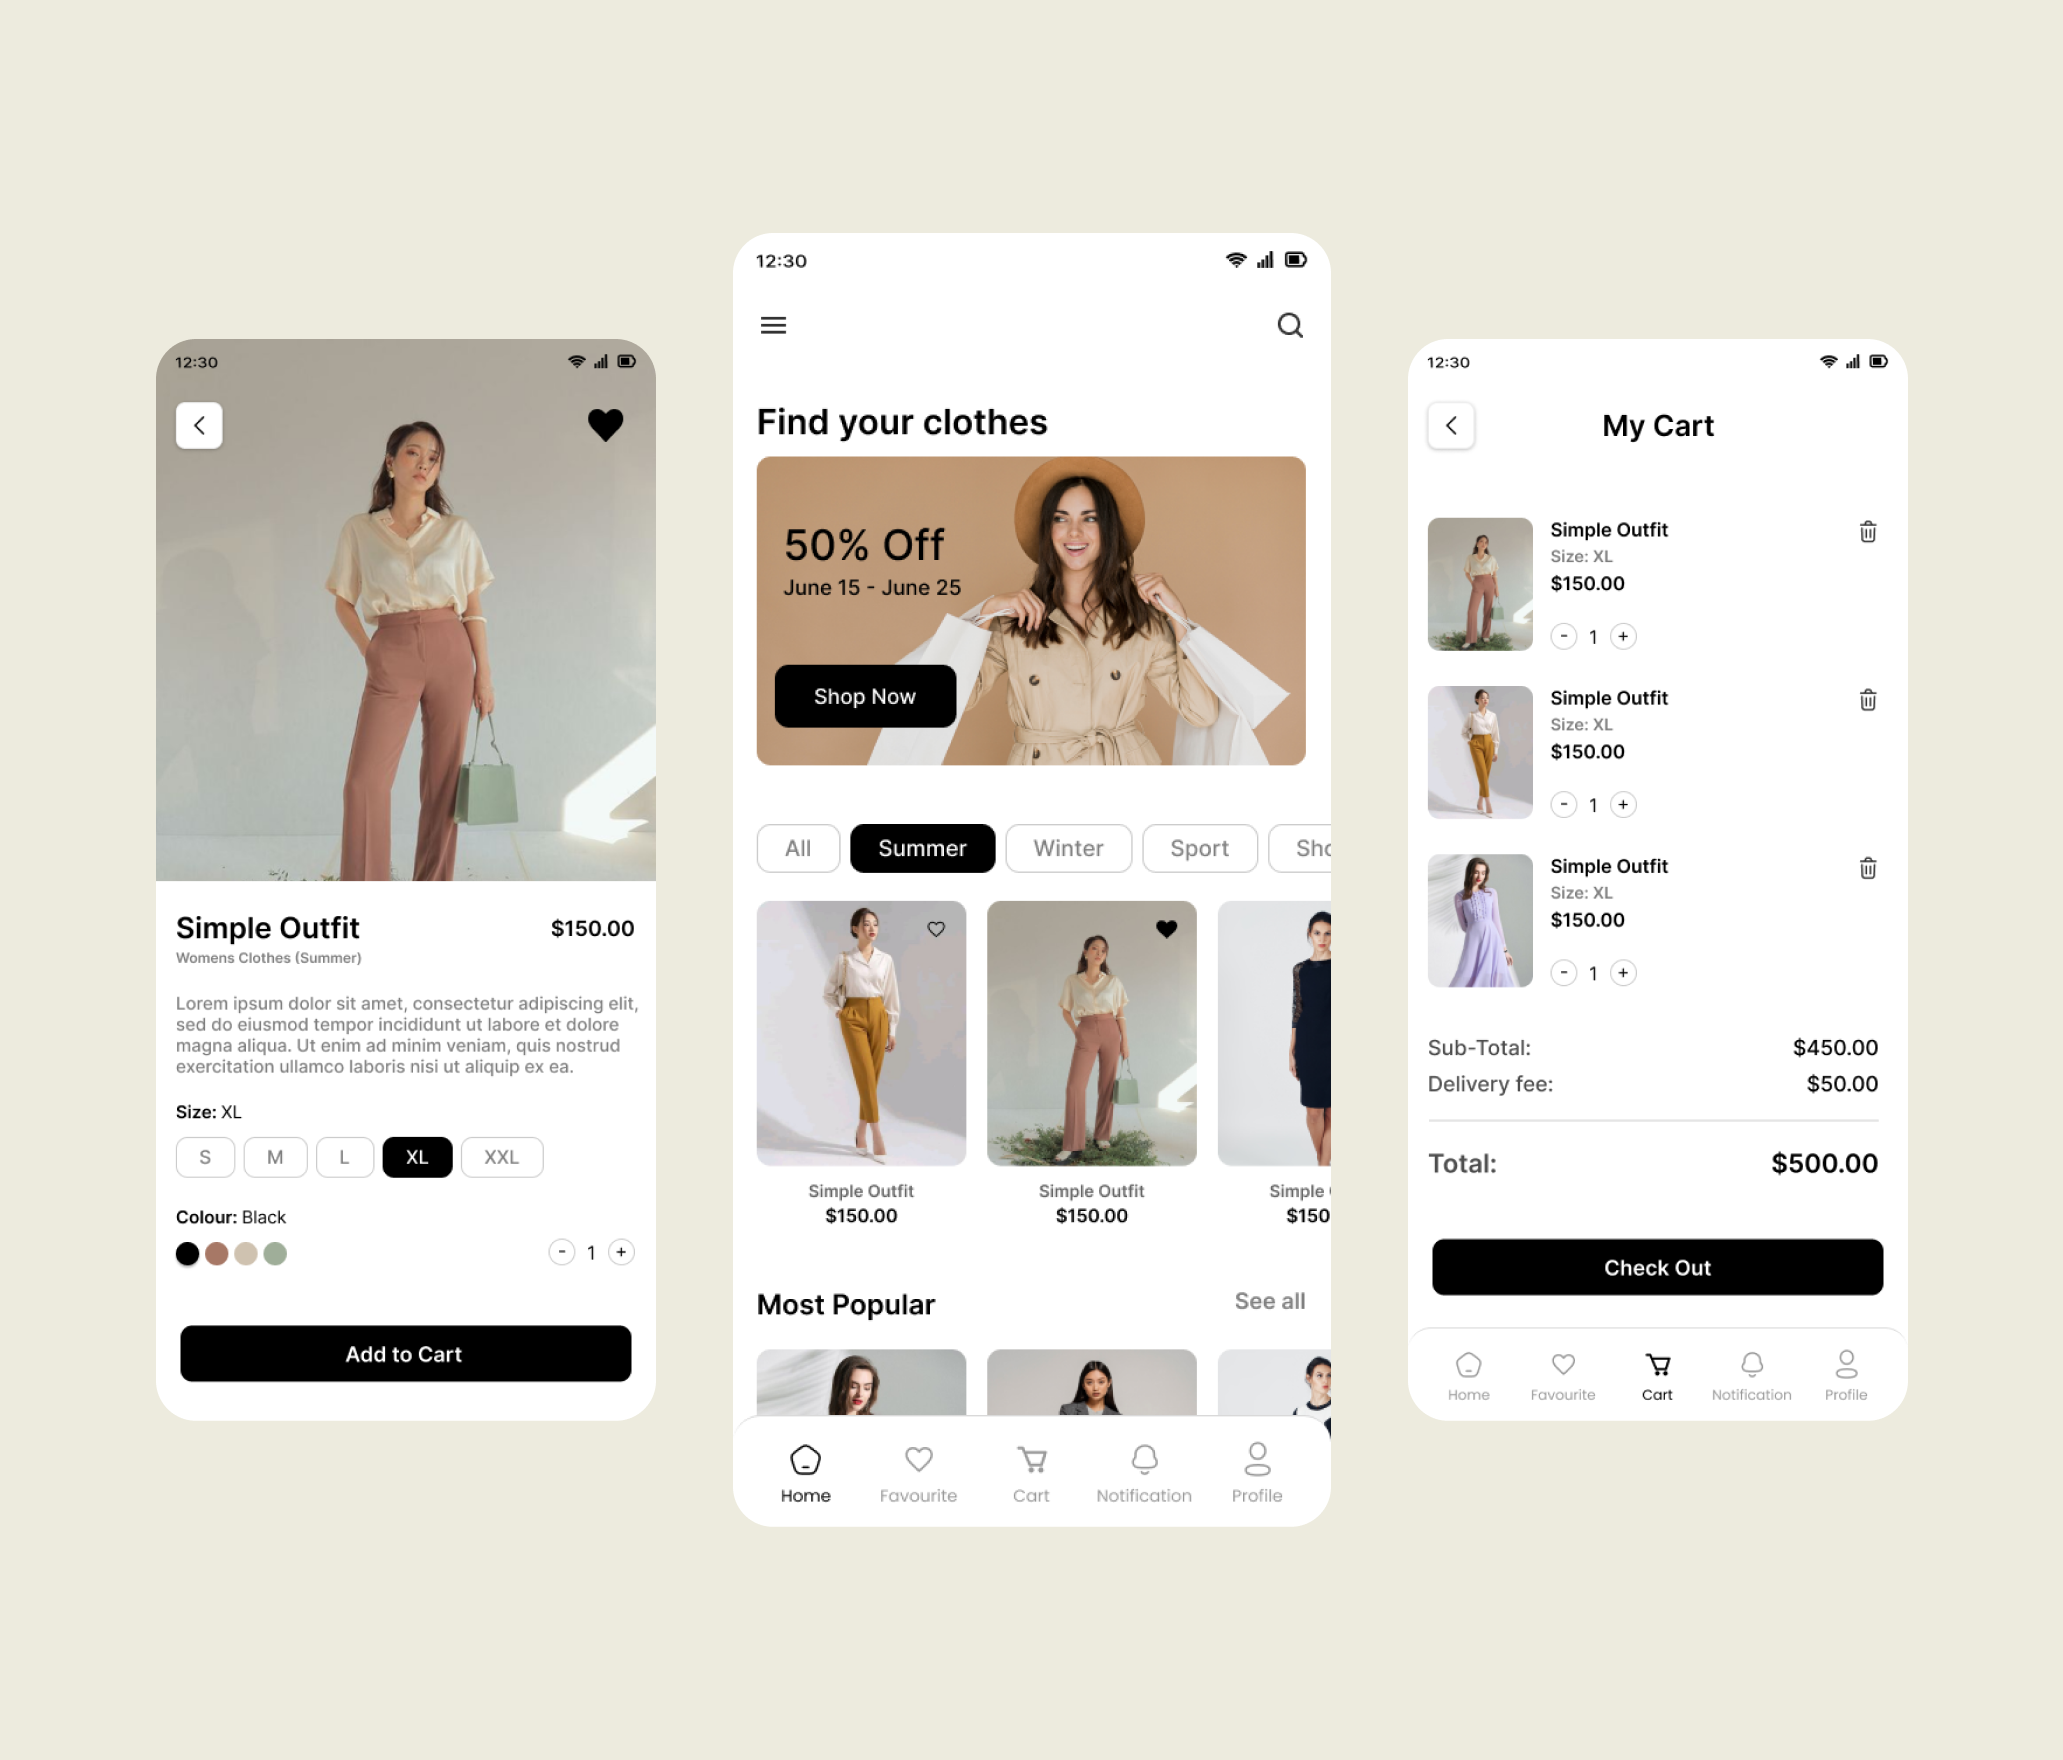 12:30
Simple Outfit
$150.00
Womens Clothes (Summer)
Lorem ipsum dolor sit amet, consectetur adipiscing elit,
sed do eiusmod tempor incididunt ut labore et dolore
magna aliqua. Ut enim ad minim veniam, quis nostrud
exercitation ullamco laboris nisi ut aliquip ex ea.
Size: XL
S M L XL XXL
Colour: Black
- 1 +
Add to Cart
12:30
Find your clothes
50% Off
June 15 - June 25
Shop Now
All Summer Winter Sport Sho
Simple Outfit
$150.00
Simple Outfit
$150.00
Simple
$150
Most Popular
See all
Home Favourite Cart Notification Profile
12:30
My Cart
Simple Outfit
Size: XL
$150.00
- 1 +
Simple Outfit
Size: XL
$150.00
- 1 +
Simple Outfit
Size: XL
$150.00
- 1 +
Sub-Total: $450.00
Delivery fee: $50.00
Total: $500.00
Check Out
Home Favourite Cart Notification Profile